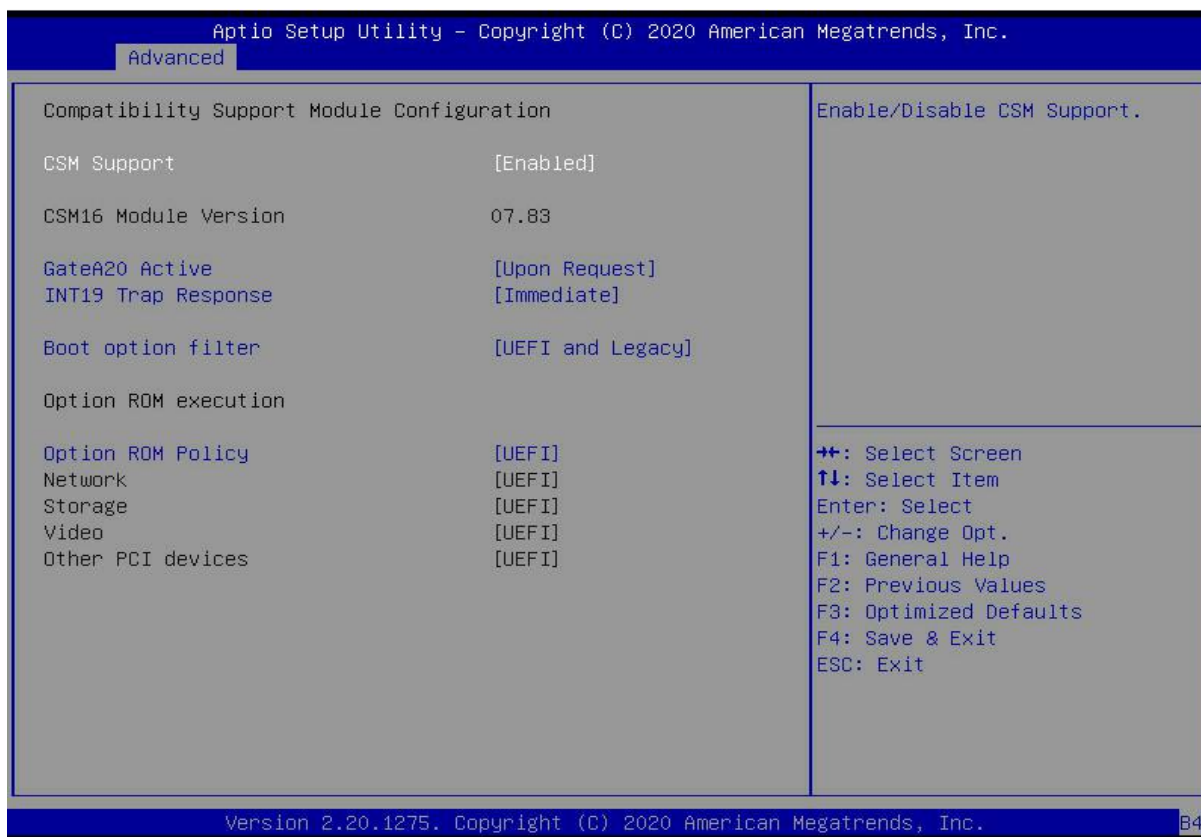 Aptio Setup Utility – Copyright (C) 2020 American Megatrends, Inc.
Advanced
Compatibility Support Module Configuration
CSM Support [Enabled]
CSM16 Module Version 07.83
GateA20 Active [Upon Request]
INT19 Trap Response [Immediate]
Boot option filter [UEFI and Legacy]
Option ROM execution
Option ROM Policy [UEFI]
Network [UEFI]
Storage [UEFI]
Video [UEFI]
Other PCI devices [UEFI]
Enable/Disable CSM Support.
→←: Select Screen
↑↓: Select Item
Enter: Select
+/-: Change Opt.
F1: General Help
F2: Previous Values
F3: Optimized Defaults
F4: Save & Exit
ESC: Exit
Version 2.20.1275. Copyright (C) 2020 American Megatrends, Inc.
B4